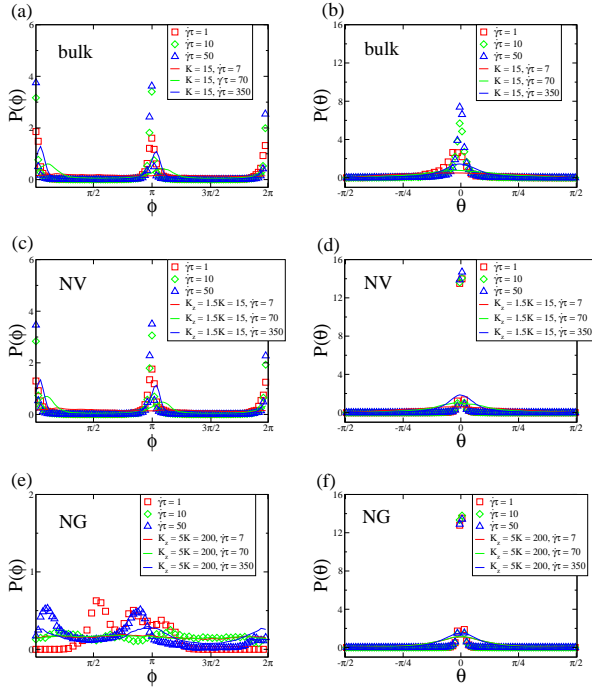 (a)
6
bulk
γ̇τ = 1
γ̇τ = 10
γ̇τ = 50
K = 15, γ̇τ = 7
K = 15, γ'τ = 70
K = 15, γ̇τ = 350
4
P(ϕ)
2
0
π/2
π
3π/2
2π
ϕ
(b)
16
bulk
γ̇τ = 1
γ̇τ = 10
γ̇τ = 50
K = 15, γ̇τ = 7
K = 15, γ̇τ = 70
K = 15, γ̇τ = 350
12
P(θ)
8
4
0
-π/2
-π/4
0
π/4
π/2
θ
(c)
6
NV
γ̇τ = 1
γ̇τ = 10
γ̇τ = 50
K_z = 1.5K = 15, γ̇τ = 7
K_z = 1.5K = 15, γ̇τ = 70
K_z = 1.5K = 15, γ̇τ = 350
4
P(ϕ)
2
0
π/2
π
3π/2
2π
ϕ
(d)
16
NV
γ̇τ = 1
γ̇τ = 10
γ̇τ = 50
K_z = 1.5K = 15, γ̇τ = 7
K_z = 1.5K = 15, γ̇τ = 70
K_z = 1.5K = 15, γ̇τ = 350
12
P(θ)
8
4
0
-π/2
-π/4
0
π/4
π/2
θ
(e)
2
NG
γ̇τ = 1
γ̇τ = 10
γ̇τ = 50
K_z = 5K = 200, γ̇τ = 7
K_z = 5K = 200, γ̇τ = 70
K_z = 5K = 200, γ̇τ = 350
P(ϕ)
1
0
π/2
π
3π/2
2π
ϕ
(f)
16
NG
γ̇τ = 1
γ̇τ = 10
γ̇τ = 50
K_z = 5K = 200, γ̇τ = 7
K_z = 5K = 200, γ̇τ = 70
K_z = 5K = 200, γ̇τ = 350
12
P(θ)
8
4
0
-π/2
-π/4
0
π/4
π/2
θ